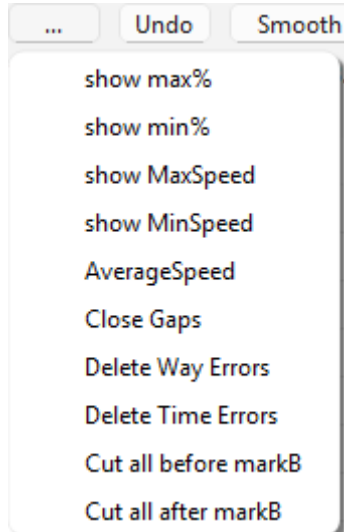 ... Undo Smooth
show max%
show min%
show MaxSpeed
show MinSpeed
AverageSpeed
Close Gaps
Delete Way Errors
Delete Time Errors
Cut all before markB
Cut all after markB